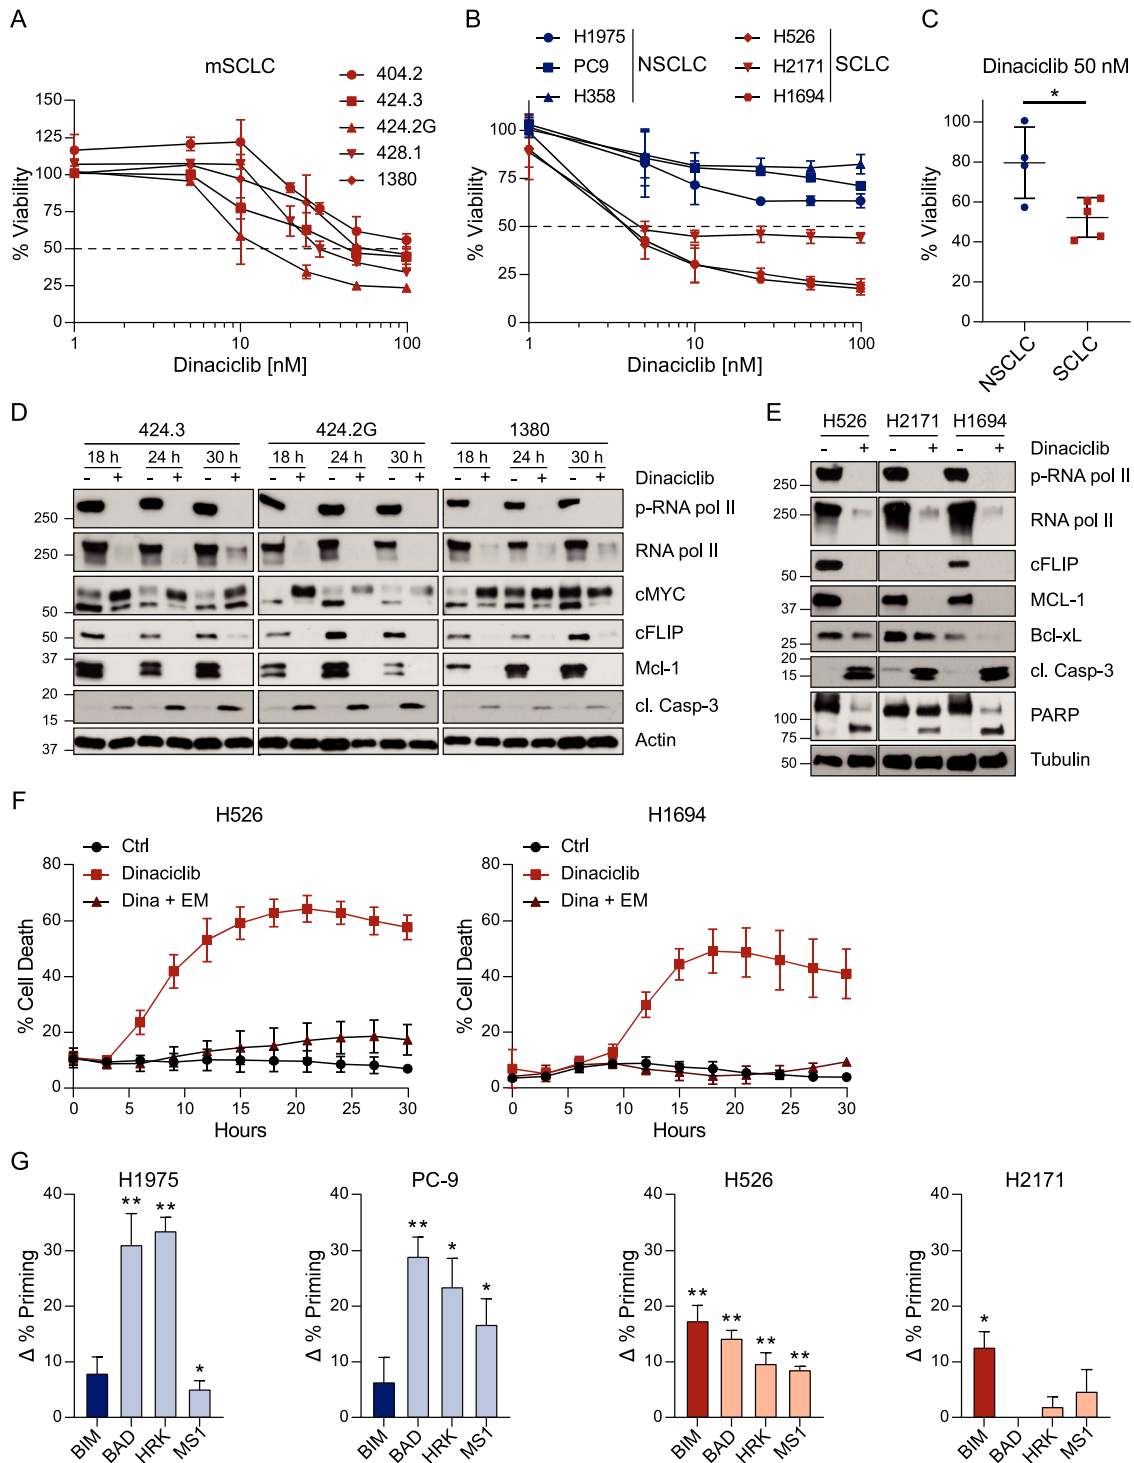 A
mSCLC
404.2
424.3
424.2G
428.1
1380
% Viability
150
125
100
75
50
25
0
1
10
100
Dinaciclib [nM]
B
H1975
PC9
H358
NSCLC
H526
H2171
H1694
SCLC
% Viability
100
75
50
25
0
1
10
100
Dinaciclib [nM]
C
Dinaciclib 50 nM
*
% Viability
100
80
60
40
20
0
NSCLC
SCLC
D
424.3
424.2G
1380
18 h 24 h 30 h 18 h 24 h 30 h 18 h 24 h 30 h
- + - + - + - + - + - + - + - + - + Dinaciclib
250 p-RNA pol II
250 RNA pol II
50 cMYC
50 cFLIP
37 Mcl-1
20
15 cl. Casp-3
37 Actin
E
H526 H2171 H1694
- + - + - + Dinaciclib
250 p-RNA pol II
250 RNA pol II
50 cFLIP
37 MCL-1
25 Bcl-xL
20
15 cl. Casp-3
100 PARP
75
50 Tubulin
F
H526
Ctrl
Dinaciclib
Dina + EM
% Cell Death
80
60
40
20
0
0 5 10 15 20 25 30
Hours
H1694
Ctrl
Dinaciclib
Dina + EM
% Cell Death
80
60
40
20
0
0 5 10 15 20 25 30
Hours
G
H1975
Δ % Priming
40
30
20
10
0
** ** *
BIM BAD HRK MS1
PC-9
Δ % Priming
40
30
20
10
0
** * *
BIM BAD HRK MS1
H526
Δ % Priming
40
30
20
10
0
** ** ** **
BIM BAD HRK MS1
H2171
Δ % Priming
40
30
20
10
0
*
BIM BAD HRK MS1